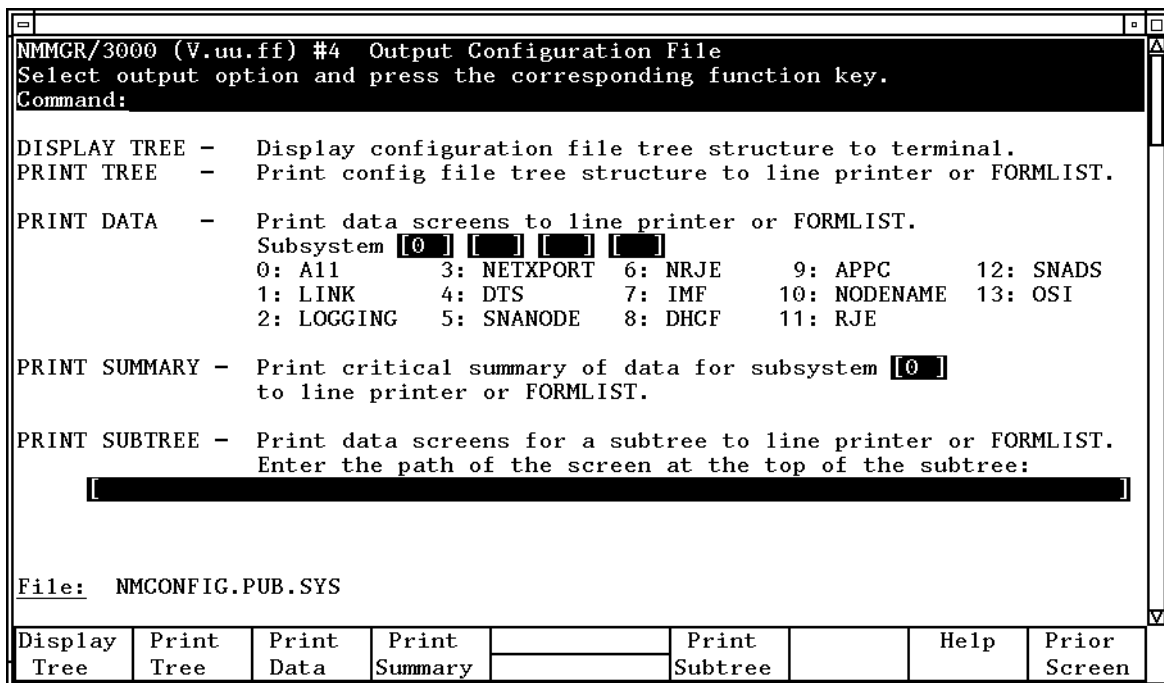 NMMGR/3000 (V.uu.ff) #4  Output Configuration File
Select output option and press the corresponding function key.
Command:
DISPLAY TREE –   Display configuration file tree structure to terminal.
PRINT TREE   –   Print config file tree structure to line printer or FORMLIST.
PRINT DATA   –   Print data screens to line printer or FORMLIST.
Subsystem [0 ] [  ] [  ] [  ]
0: All      3: NETXPORT  6: NRJE      9: APPC      12: SNADS
1: LINK     4: DTS       7: IMF      10: NODENAME  13: OSI
2: LOGGING  5: SNANODE   8: DHCF     11: RJE
PRINT SUMMARY –  Print critical summary of data for subsystem [0 ]
to line printer or FORMLIST.
PRINT SUBTREE –  Print data screens for a subtree to line printer or FORMLIST.
Enter the path of the screen at the top of the subtree:
[                                                        ]
File:  NMCONFIG.PUB.SYS
Display Print Print Print Print Help Prior
Tree Tree Data Summary Subtree Screen